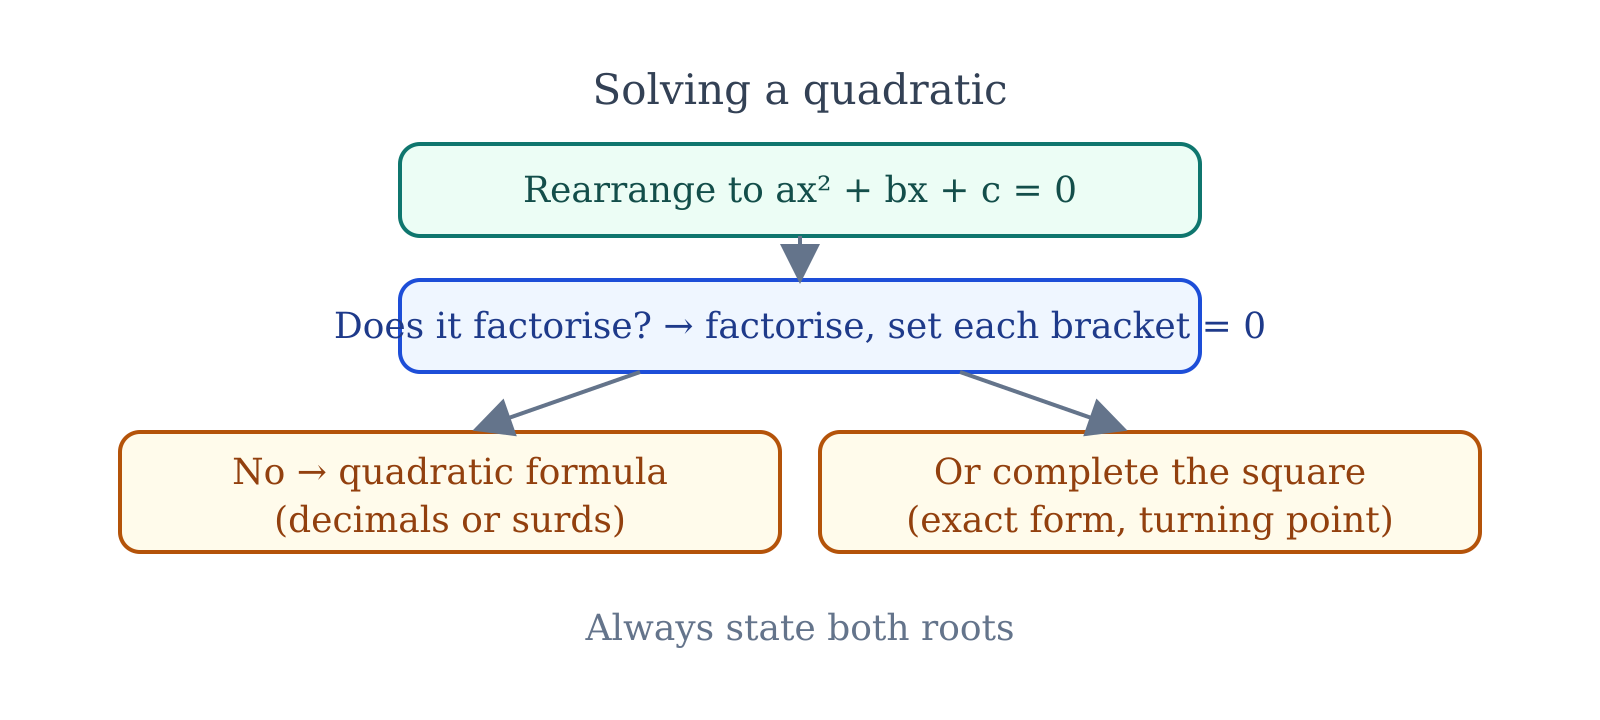 Solving a quadratic
Rearrange to ax² + bx + c = 0
Does it factorise? → factorise, set each bracket = 0
No → quadratic formula
(decimals or surds)
Or complete the square
(exact form, turning point)
Always state both roots